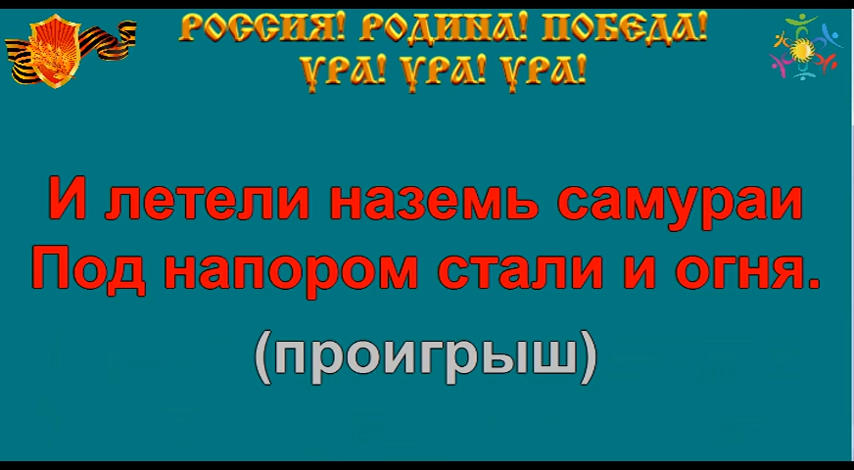 РОССИЯ! РОДИНА! ПОБЕДА!
УРА! УРА! УРА!
И летели наземь самураи
Под напором стали и огня.
(проигрыш)